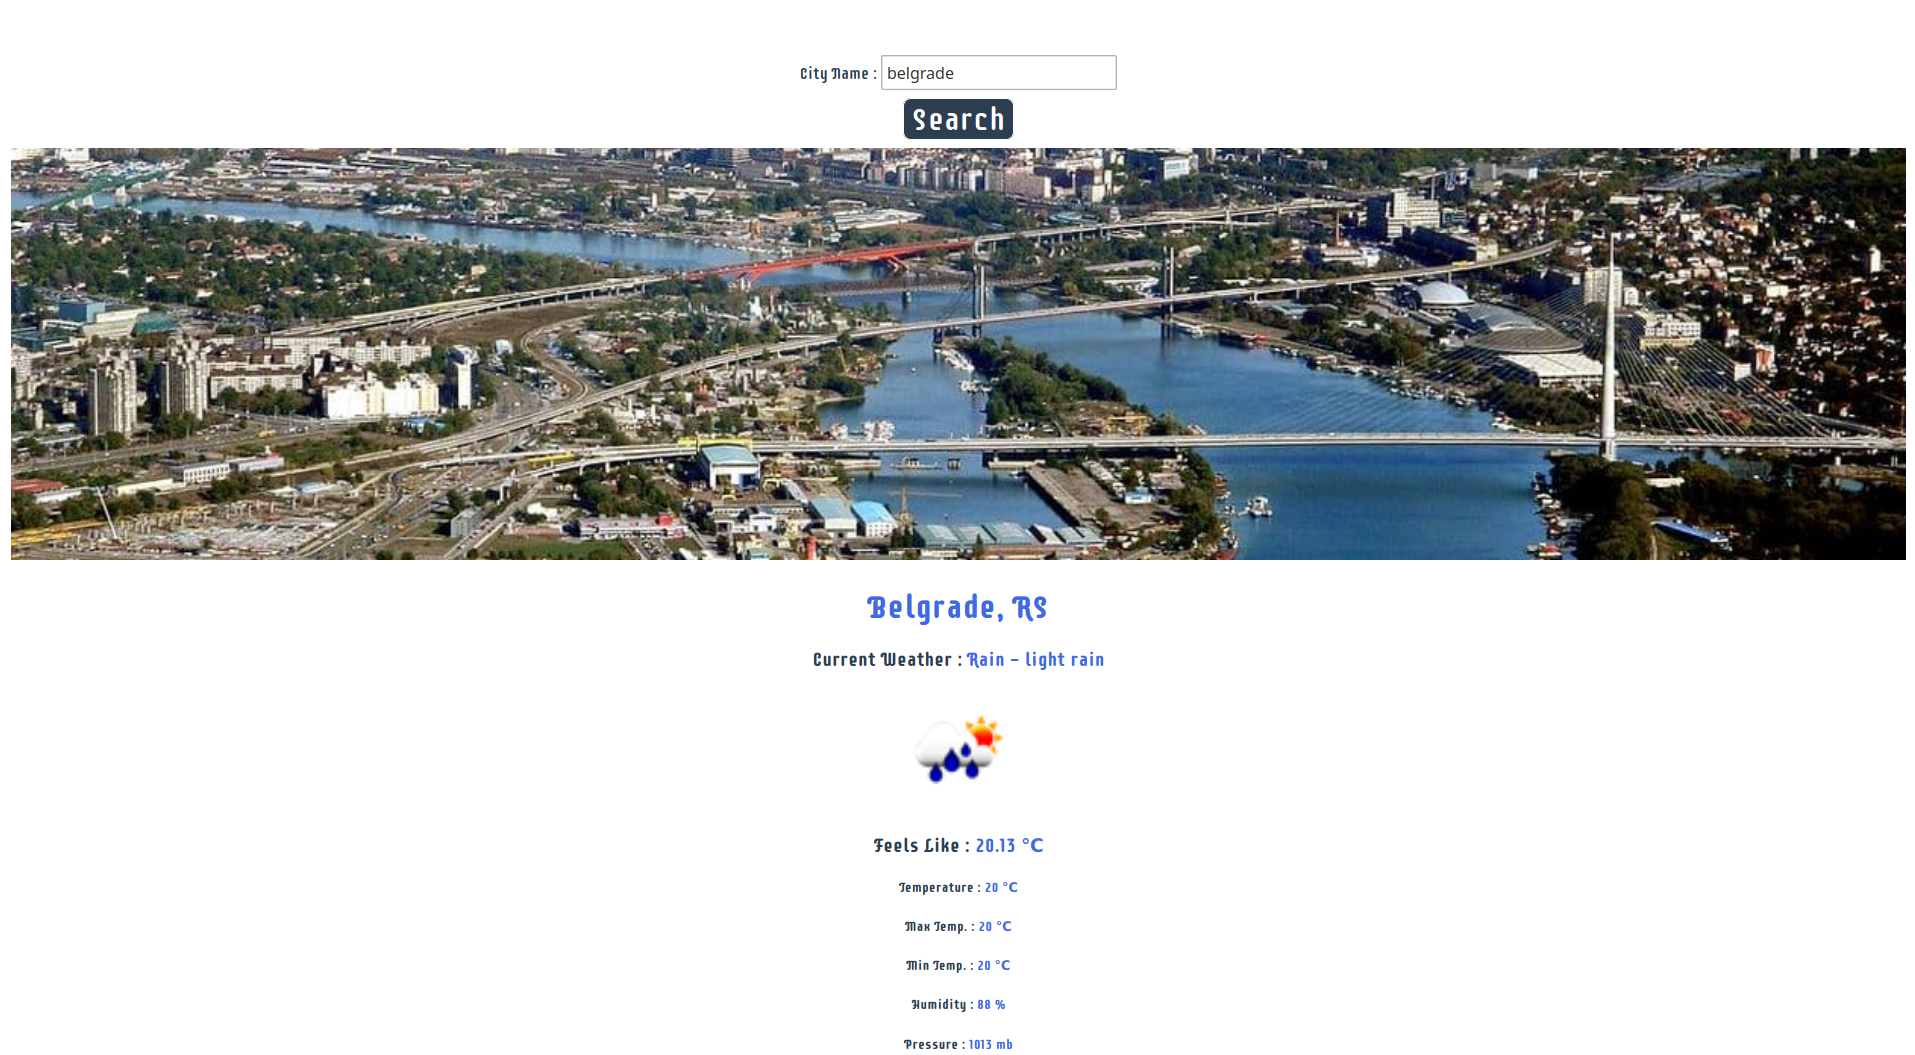 City Name : belgrade
Search
Belgrade, RS
Current Weather : Rain - light rain
Feels Like : 20.13 °C
Temperature : 20 °C
Max Temp. : 20 °C
Min Temp. : 20 °C
Humidity : 88 %
Pressure : 1013 mb